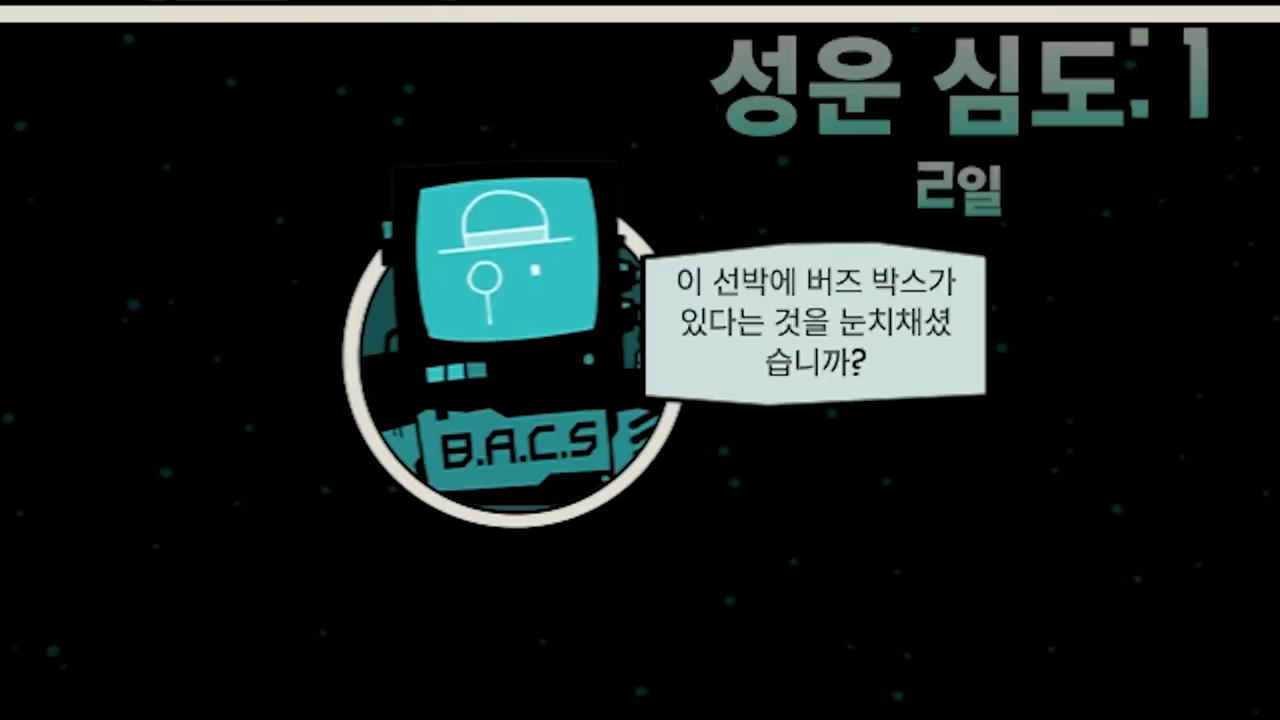 성운 심도: 1
2일
이 선박에 버즈 박스가
있다는 것을 눈치채셨
습니까?
B.A.C.S